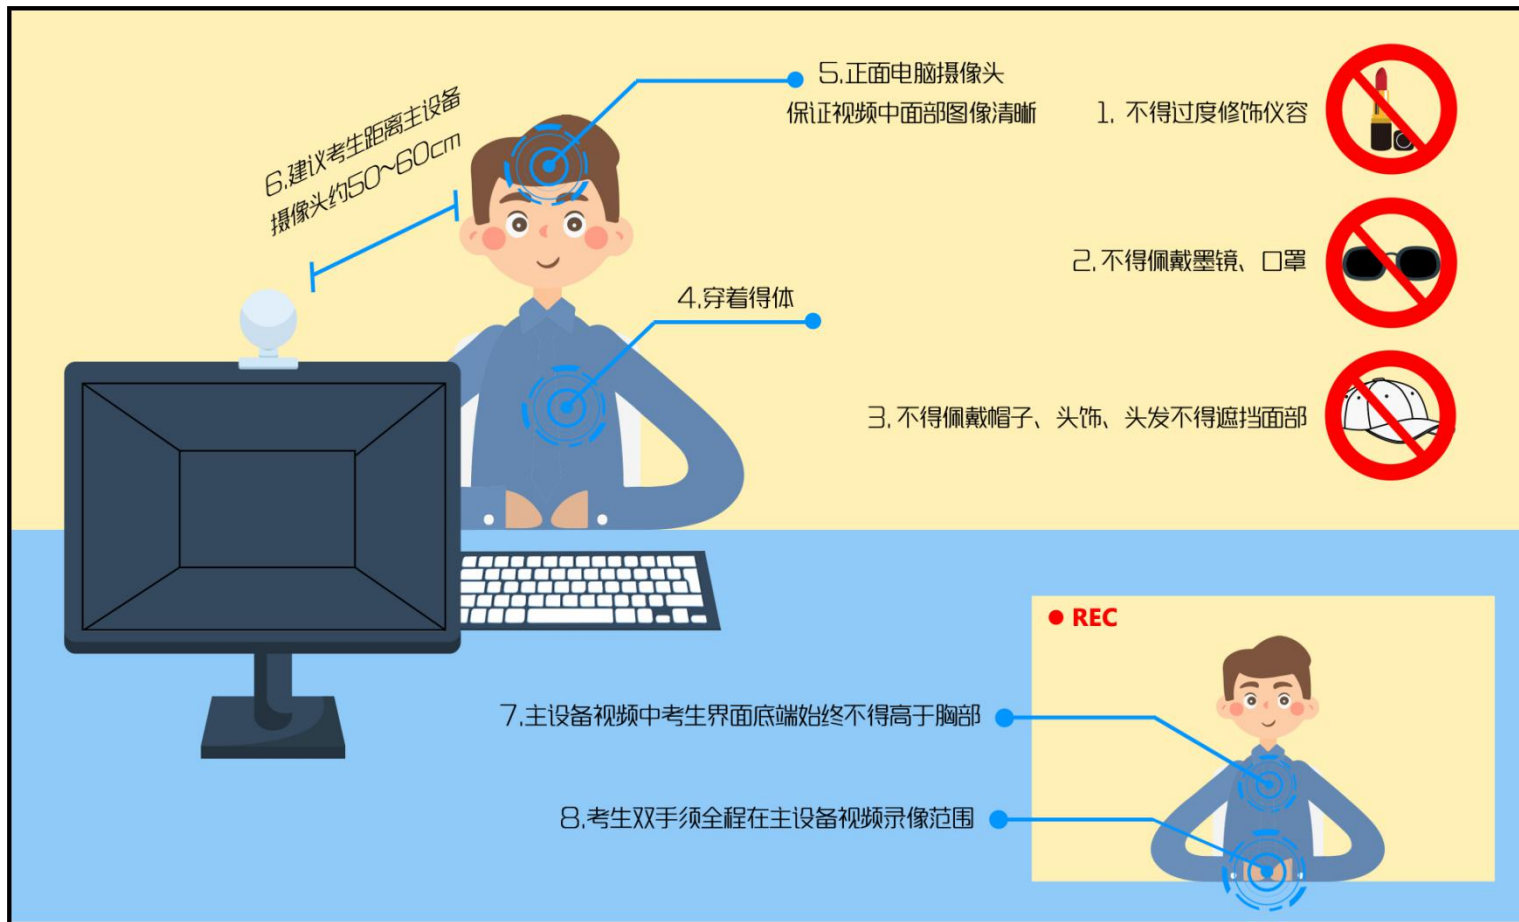 1. 不得过度修饰仪容
2. 不得佩戴墨镜、口罩
3. 不得佩戴帽子、头饰、头发不得遮挡面部
4.穿着得体
5.正面电脑摄像头
保证视频中面部图像清晰
6.建议考生距离主设备
摄像头约50~60cm
REC
7.主设备视频中考生界面底端始终不得高于胸部
8.考生双手须全程在主设备视频录像范围